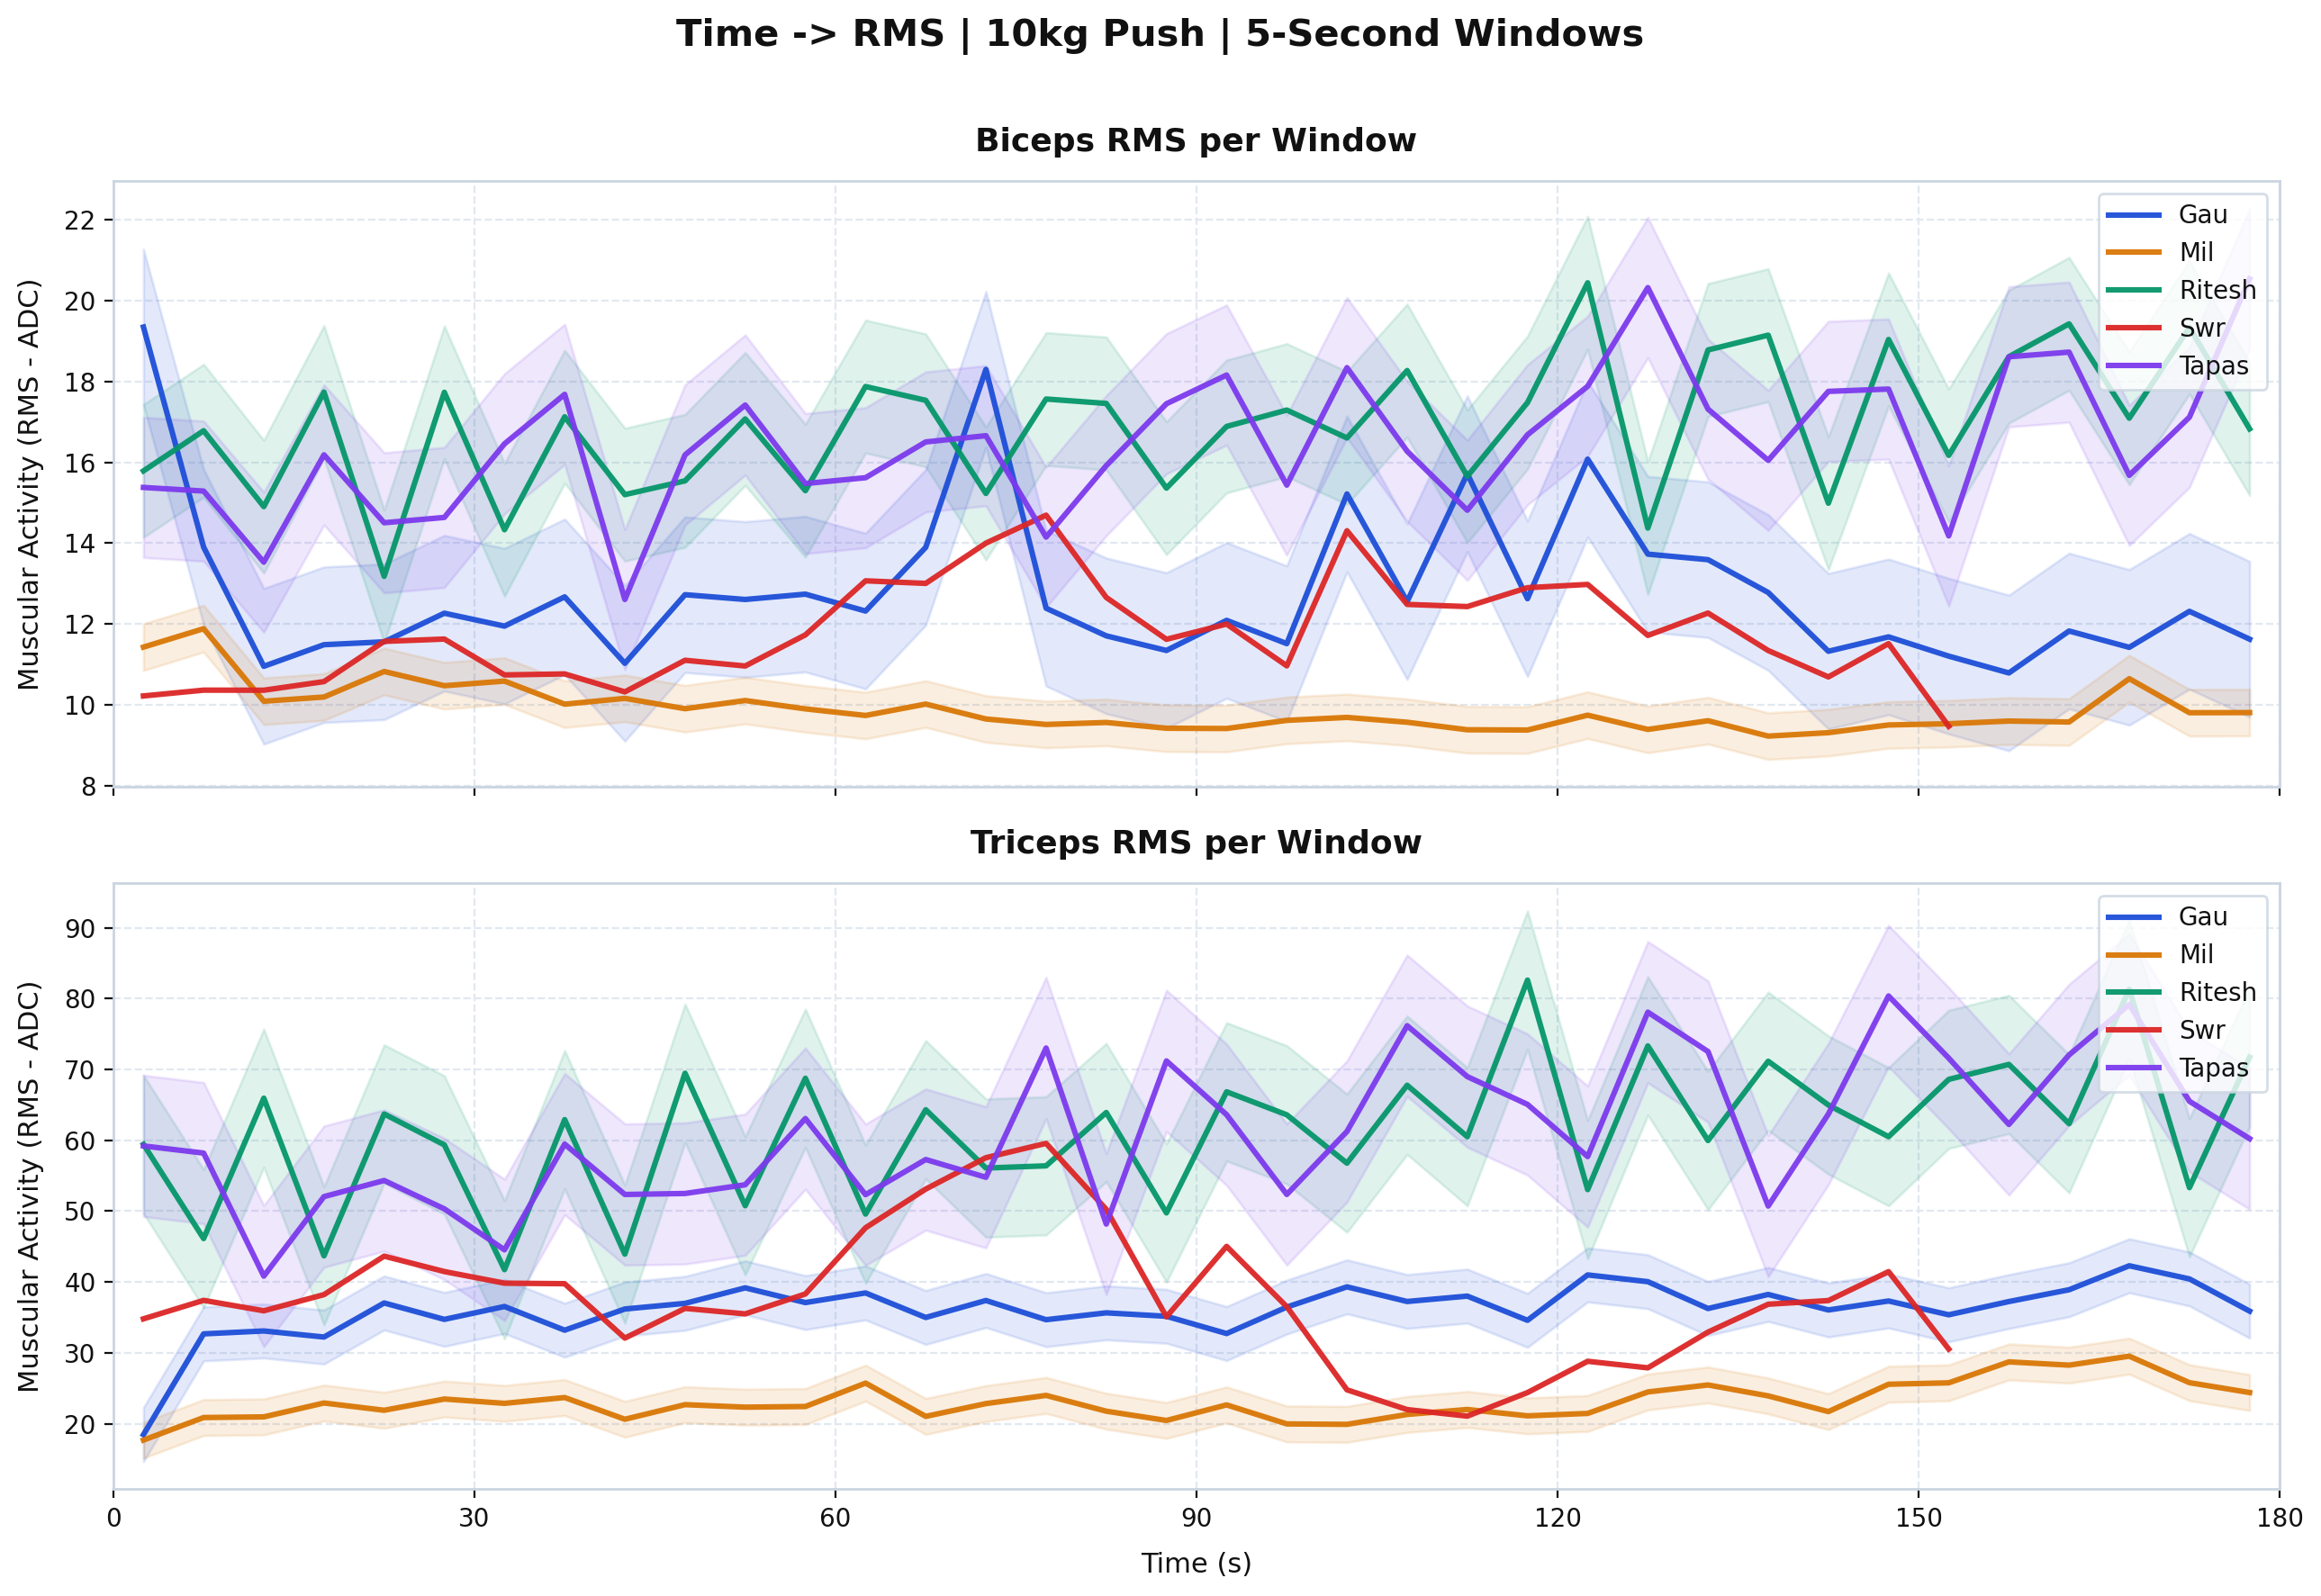 Time -> RMS | 10kg Push | 5-Second Windows
Biceps RMS per Window
Muscular Activity (RMS - ADC)
22
20
18
16
14
12
10
8
Gau
Mil
Ritesh
Swr
Tapas
Triceps RMS per Window
Muscular Activity (RMS - ADC)
90
80
70
60
50
40
30
20
Gau
Mil
Ritesh
Swr
Tapas
0 30 60 90 120 150 180
Time (s)